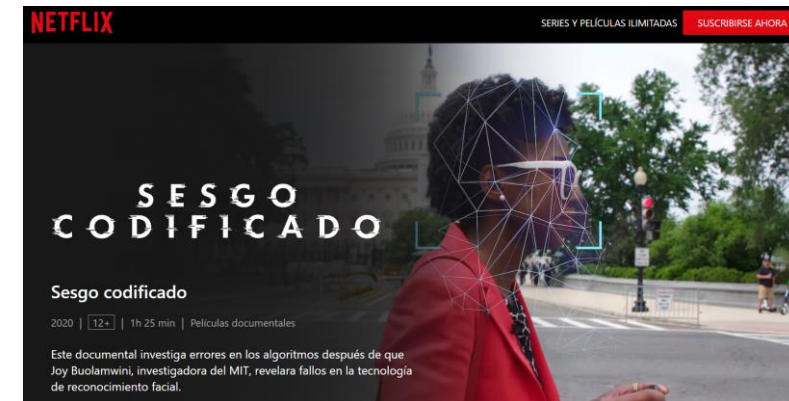 NETFLIX
SERIES Y PELÍCULAS ILIMITADAS
SUSCRIBIRSE AHORA
SESGO
CODIFICADO
Sesgo codificado
2020 | 12+ | 1h 25 min | Películas documentales
Este documental investiga errores en los algoritmos después de que
Joy Buolamwini, investigadora del MIT, revelara fallos en la tecnología
de reconocimiento facial.